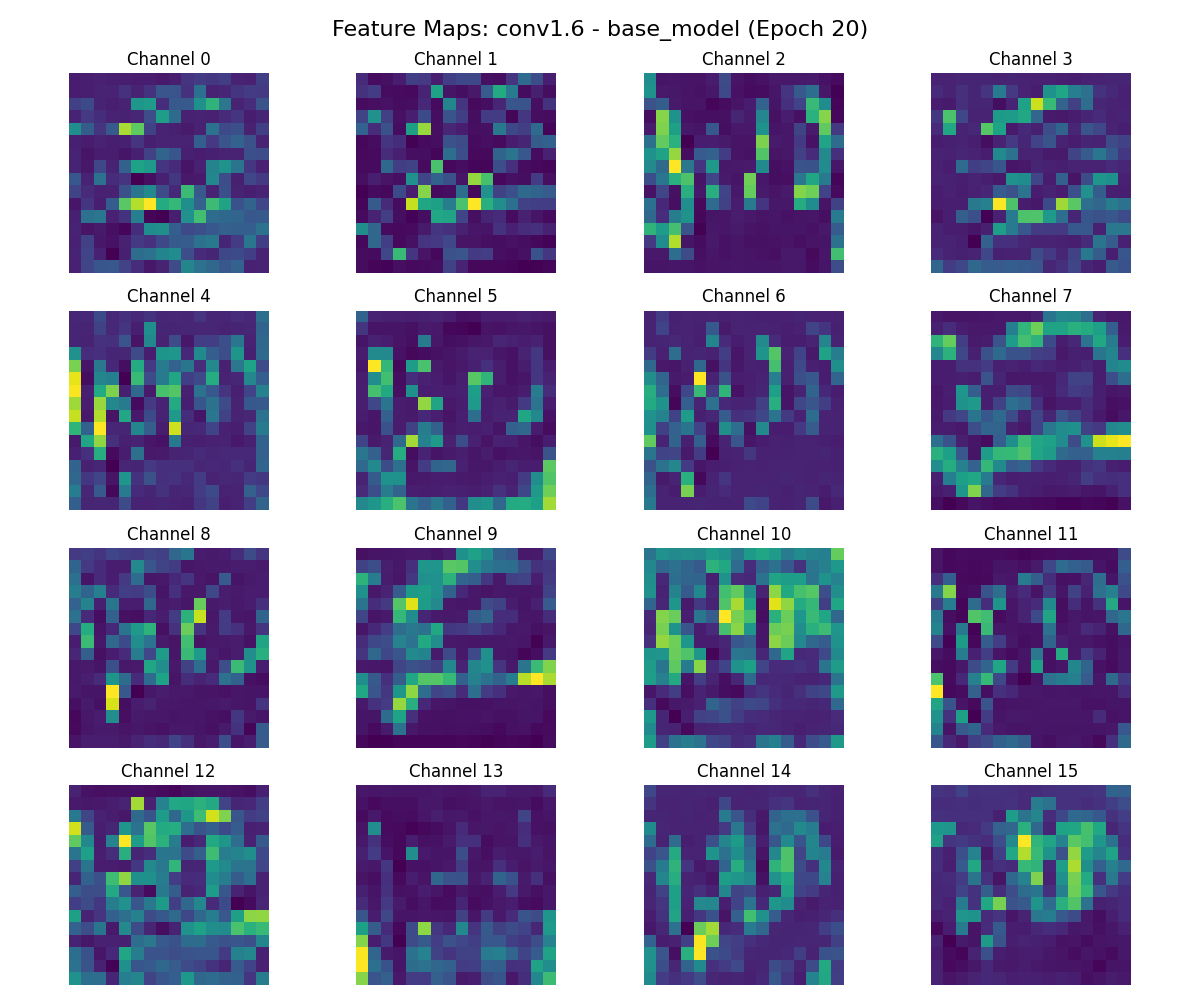 Feature Maps: conv1.6 - base_model (Epoch 20)
Channel 0 Channel 1 Channel 2 Channel 3
Channel 4 Channel 5 Channel 6 Channel 7
Channel 8 Channel 9 Channel 10 Channel 11
Channel 12 Channel 13 Channel 14 Channel 15